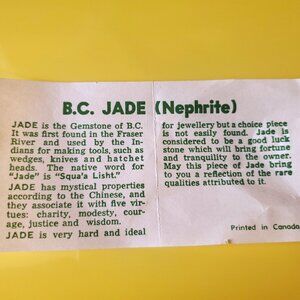 B.C. JADE (Nephrite)
JADE is the Gemstone of B.C.
It was first found in the Fraser
River and used by the In-
dians for making tools, such as
wedges, knives and hatchet
heads. The native word for
"Jade" is "Squa'a Lisht."
JADE has mystical properties
according to the Chinese, and
they associate it with five vir-
tues: charity, modesty, cour-
age, justice and wisdom.
JADE is very hard and ideal
for jewellery but a choice piece
is not easily found. Jade is
considered to be a good luck
stone which will bring fortune
and tranquility to the owner.
May this piece of Jade bring
to you a reflection of the rare
qualities attributed to it.
Printed in Canada